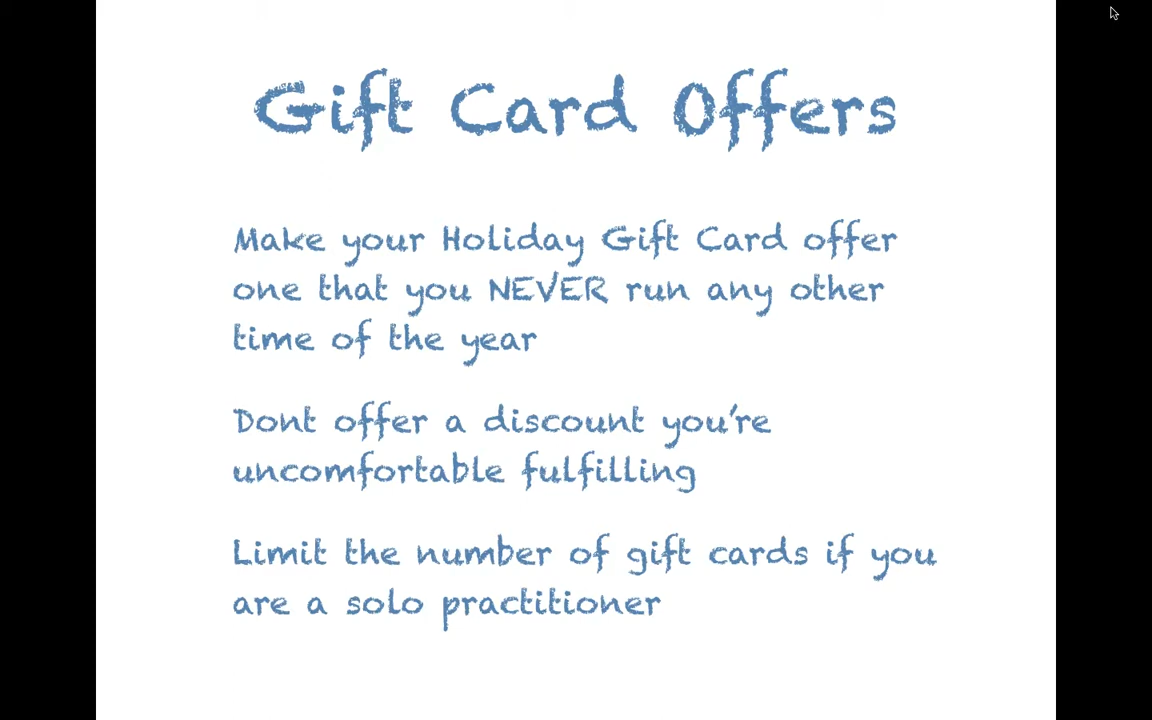 Gift Card Offers
Make your Holiday Gift Card offer
one that you NEVER run any other
time of the year
Dont offer a discount you're
uncomfortable fulfilling
Limit the number of gift cards if you
are a solo practitioner